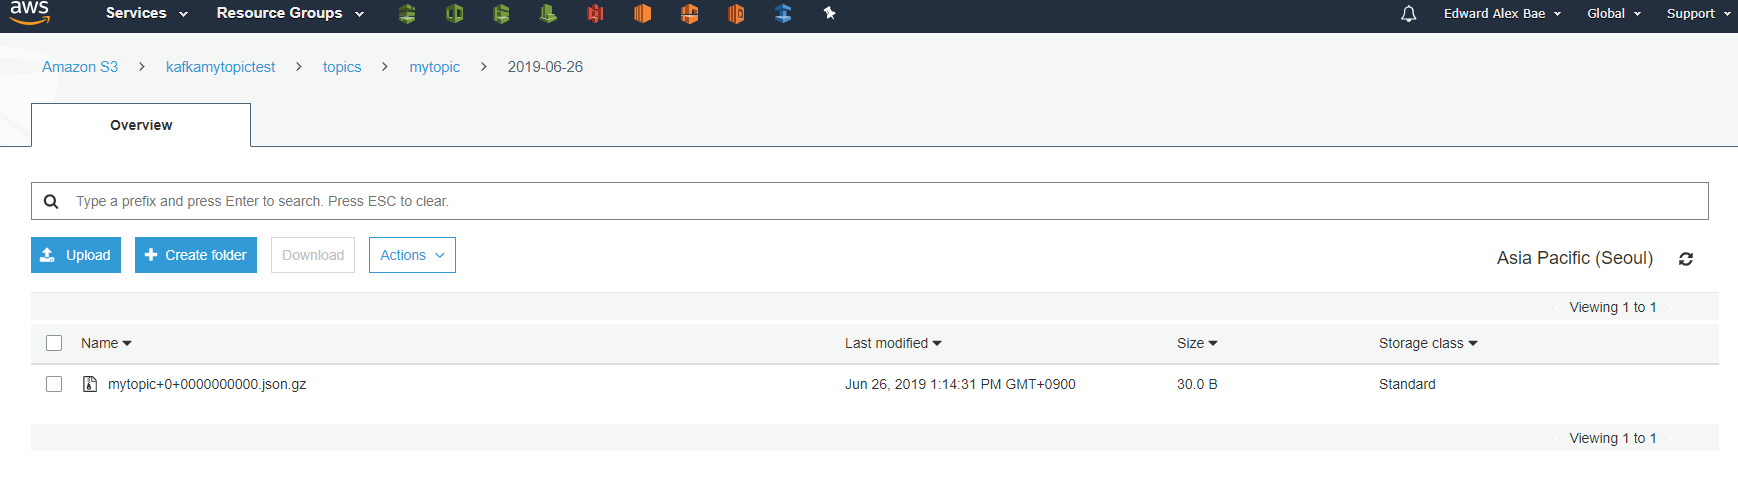 aws Services Resource Groups Edward Alex Bae Global Support
Amazon S3 > kafkamytopictest > topics > mytopic > 2019-06-26
Overview
Type a prefix and press Enter to search. Press ESC to clear.
Upload + Create folder Download Actions Asia Pacific (Seoul)
Viewing 1 to 1
Name Last modified Size Storage class
mytopic+0+0000000000.json.gz Jun 26, 2019 1:14:31 PM GMT+0900 30.0 B Standard
Viewing 1 to 1